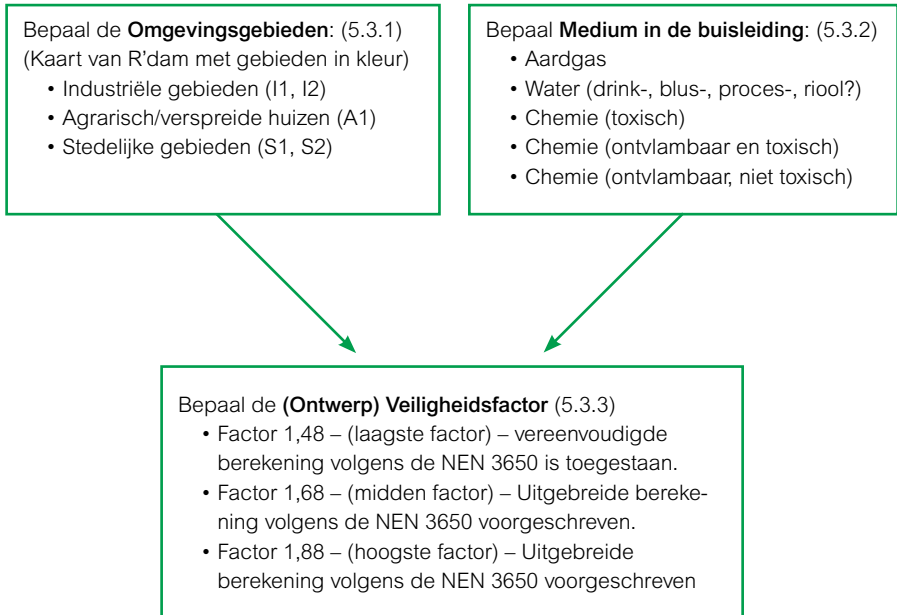 Bepaal de Omgevingsgebieden: (5.3.1)
(Kaart van R'dam met gebieden in kleur)
• Industriële gebieden (I1, I2)
• Agrarisch/verspreide huizen (A1)
• Stedelijke gebieden (S1, S2)
Bepaal Medium in de buisleiding: (5.3.2)
• Aardgas
• Water (drink-, blus-, proces-, riool?)
• Chemie (toxisch)
• Chemie (ontvlambaar en toxisch)
• Chemie (ontvlambaar, niet toxisch)
Bepaal de (Ontwerp) Veiligheidsfactor (5.3.3)
• Factor 1,48 – (laagste factor) – vereenvoudigde
berekening volgens de NEN 3650 is toegestaan.
• Factor 1,68 – (midden factor) – Uitgebreide bereke-
ning volgens de NEN 3650 voorgeschreven.
• Factor 1,88 – (hoogste factor) – Uitgebreide
berekening volgens de NEN 3650 voorgeschreven